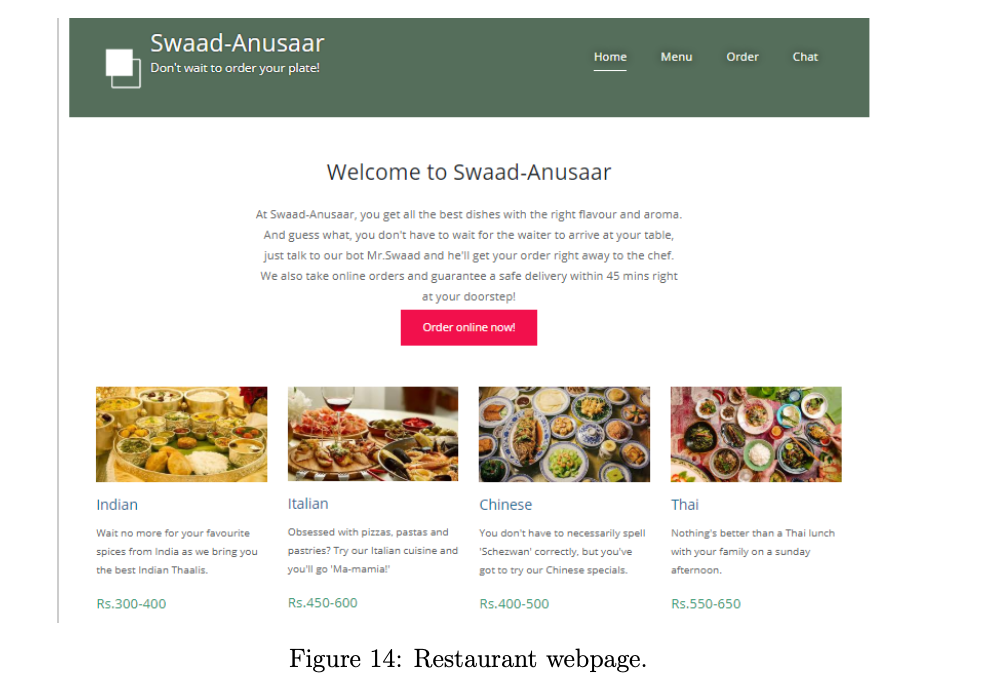 Swaad-Anusaar
Don't wait to order your plate!
Home Menu Order Chat
Welcome to Swaad-Anusaar
At Swaad-Anusaar, you get all the best dishes with the right flavour and aroma.
And guess what, you don't have to wait for the waiter to arrive at your table,
just talk to our bot Mr.Swaad and he'll get your order right away to the chef.
We also take online orders and guarantee a safe delivery within 45 mins right
at your doorstep!
Order online now!
Indian
Wait no more for your favourite
spices from India as we bring you
the best Indian Thaalis.
Rs.300-400
Italian
Obsessed with pizzas, pastas and
pastries? Try our Italian cuisine and
you'll go 'Ma-mamia!'
Rs.450-600
Chinese
You don't have to necessarily spell
'Schezwan' correctly, but you've
got to try our Chinese specials.
Rs.400-500
Thai
Nothing's better than a Thai lunch
with your family on a sunday
afternoon.
Rs.550-650
Figure 14: Restaurant webpage.